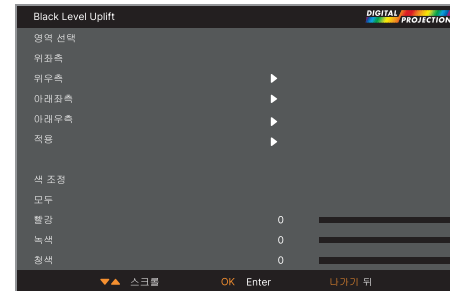 Black Level Uplift
DIGITAL PROJECTION
영역 선택
위좌측
위우측
아래좌측
아래우측
적용
색 조정
모두
빨강 0
녹색 0
청색 0
스크롤 OK Enter 나가기 뒤